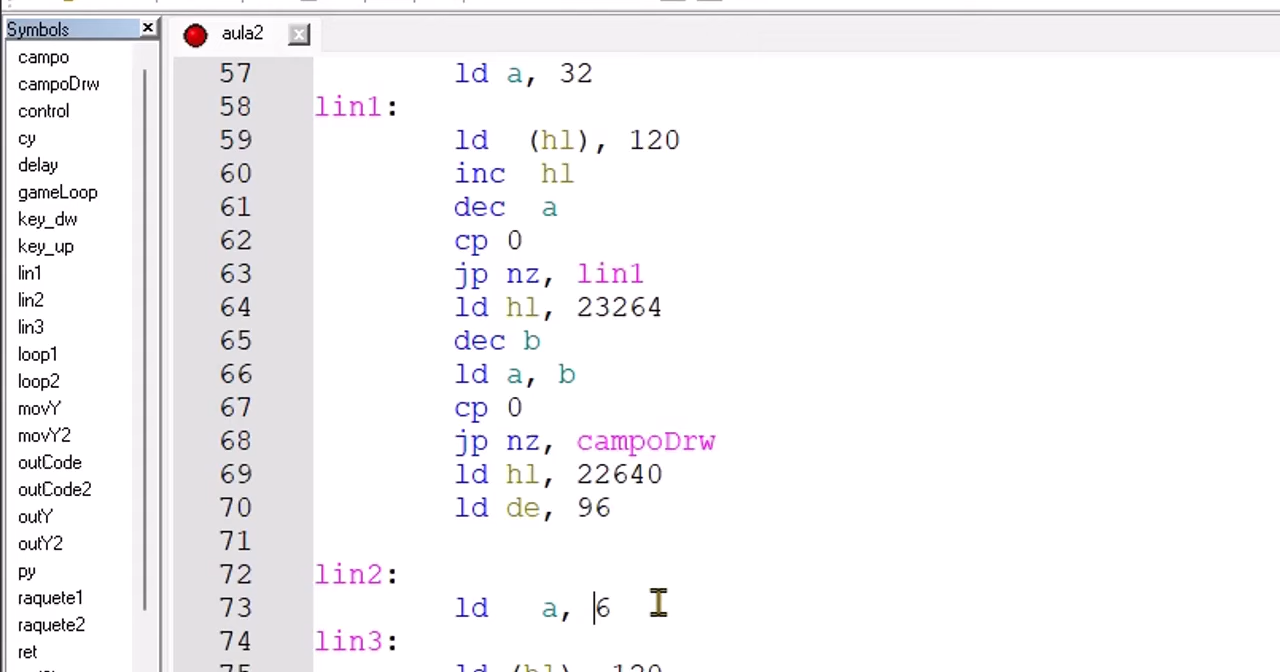 Symbols
campo
campoDrw
control
cy
delay
gameLoop
key_dw
key_up
lin1
lin2
lin3
loop1
loop2
movY
movY2
outCode
outCode2
outY
outY2
py
raquete1
raquete2
ret
aula2
57 ld a, 32
58 lin1:
59 ld (hl), 120
60 inc hl
61 dec a
62 cp 0
63 jp nz, lin1
64 ld hl, 23264
65 dec b
66 ld a, b
67 cp 0
68 jp nz, campoDrw
69 ld hl, 22640
70 ld de, 96
71
72 lin2:
73 ld a, 6
74 lin3:
75 ld (hl), 120